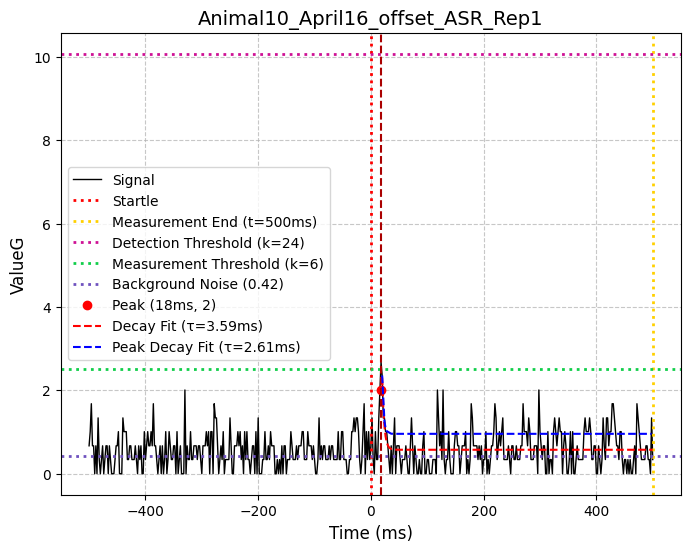 Animal10_April16_offset_ASR_Rep1
ValueG
10
8
6
4
2
0
Signal
Startle
Measurement End (t=500ms)
Detection Threshold (k=24)
Measurement Threshold (k=6)
Background Noise (0.42)
Peak (18ms, 2)
Decay Fit (τ=3.59ms)
Peak Decay Fit (τ=2.61ms)
−400 −200 0 200 400
Time (ms)